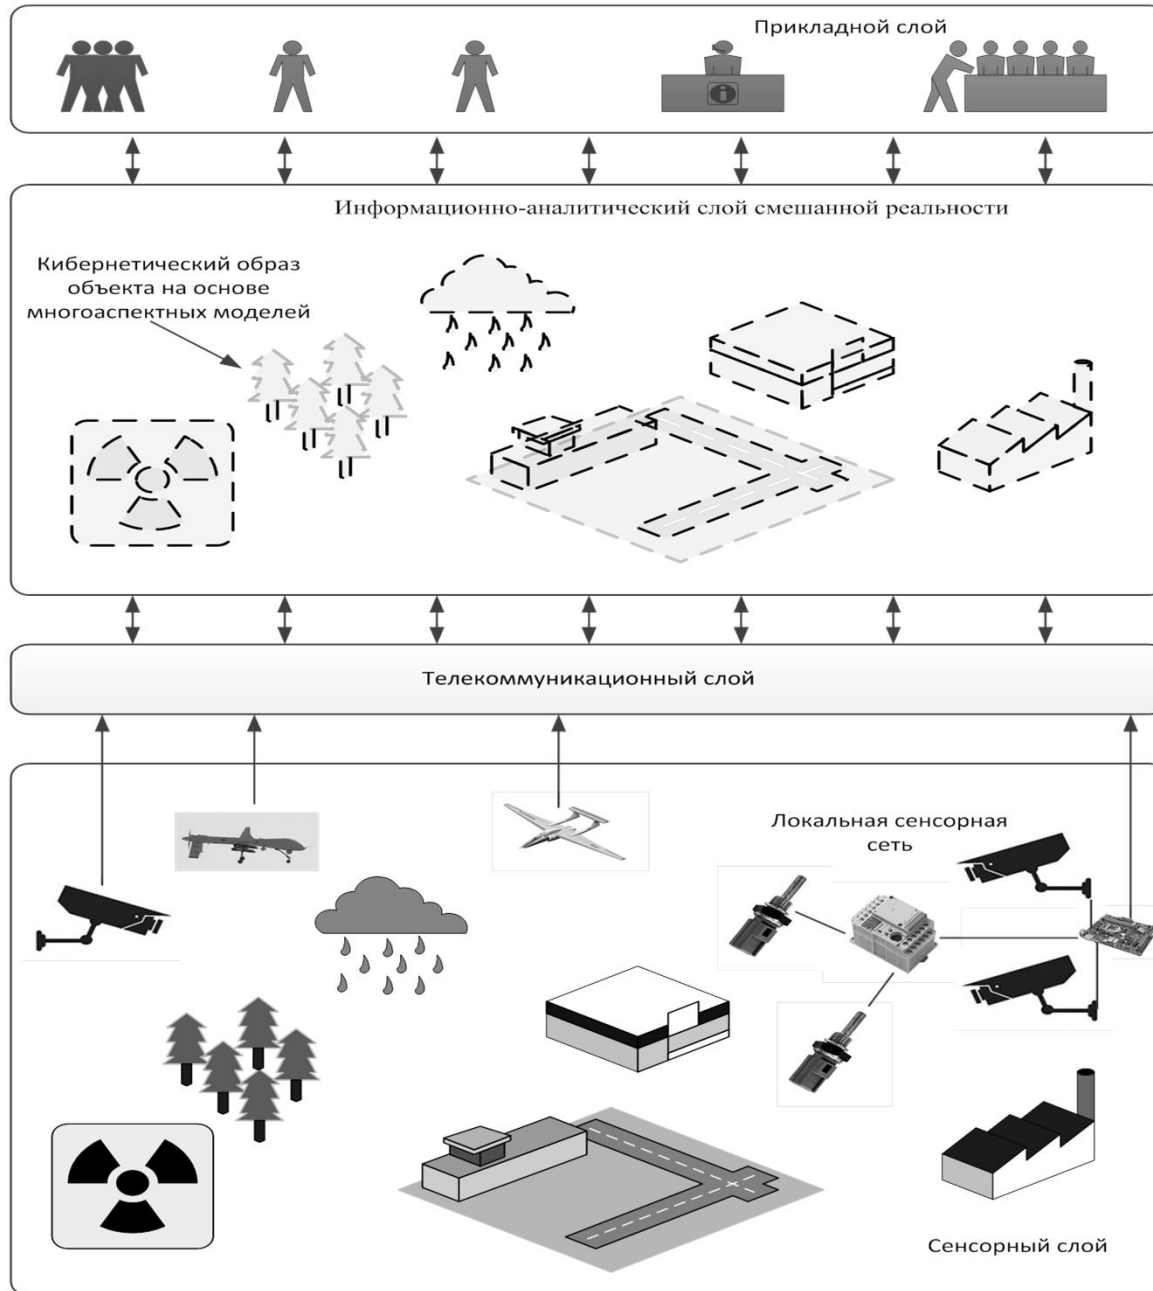 Прикладной слой
Информационно-аналитический слой смешанной реальности
Кибернетический образ
объекта на основе
многоаспектных моделей
Телекоммуникационный слой
Локальная сенсорная
сеть
Сенсорный слой